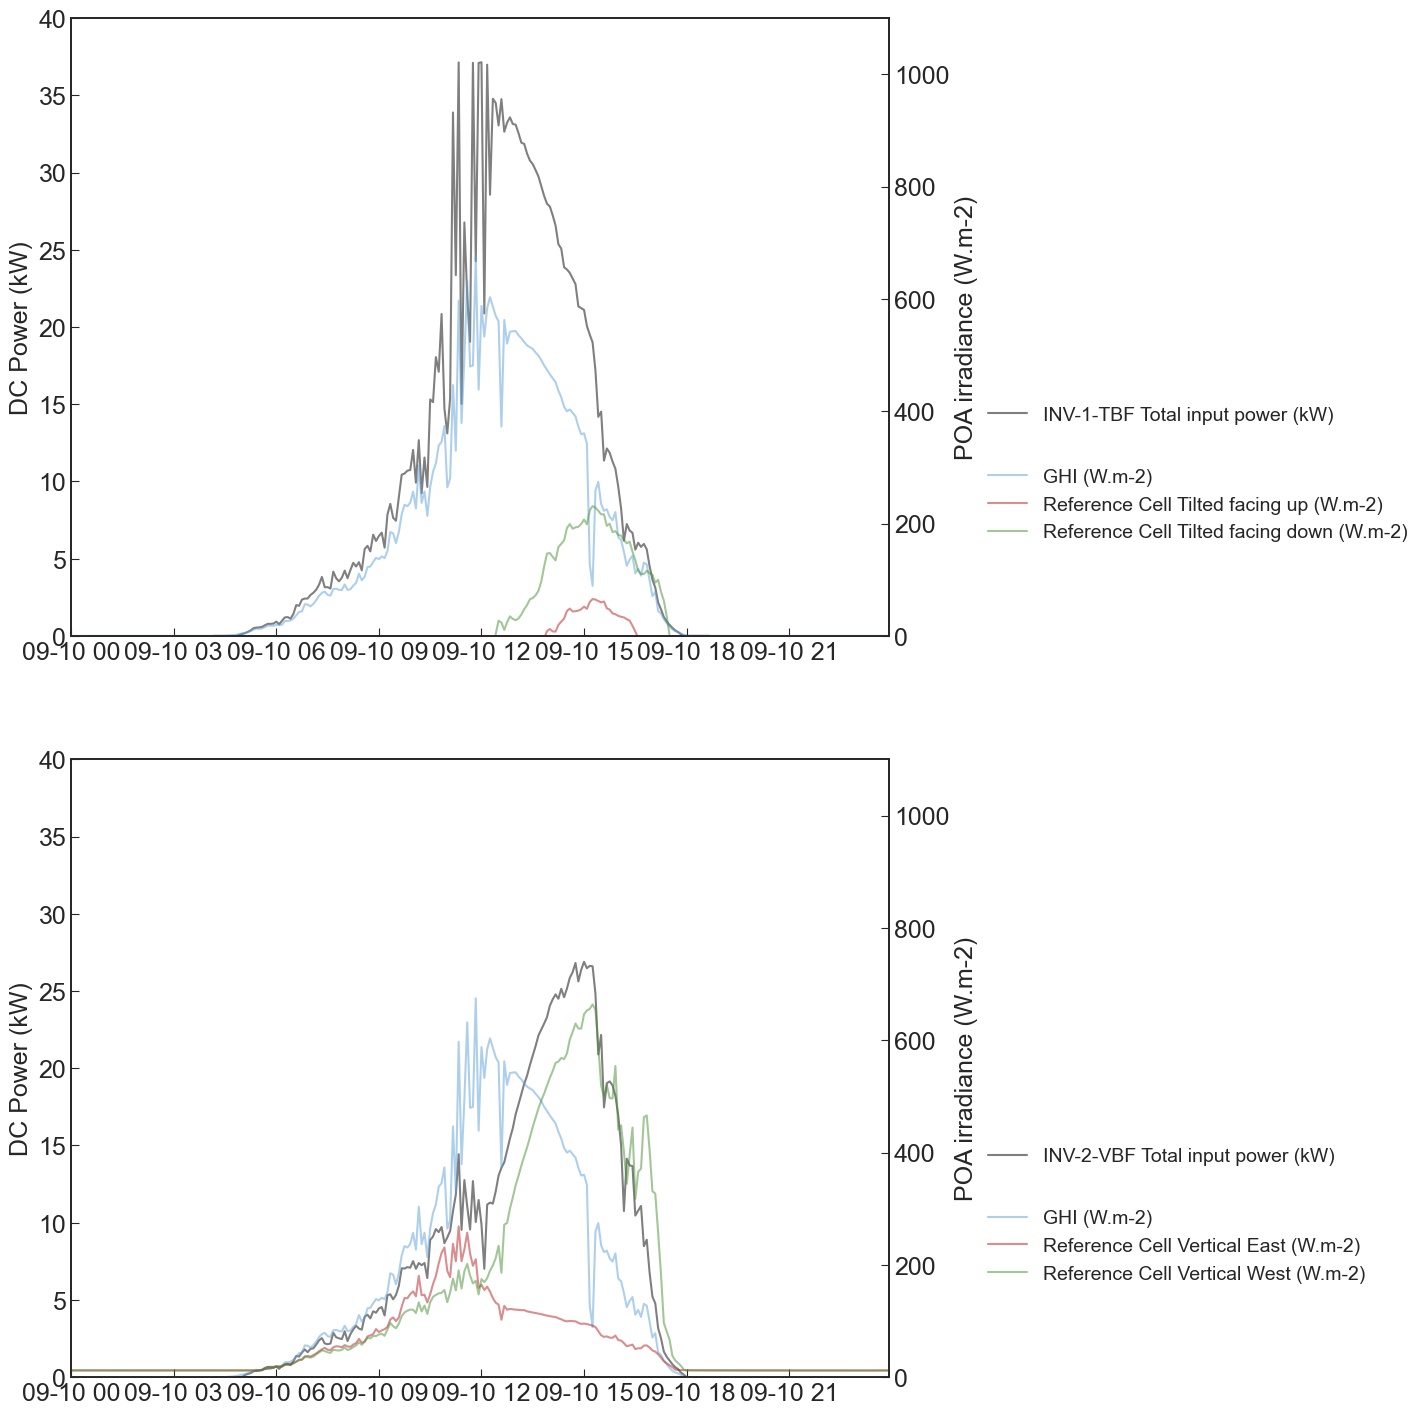 40
35
30
25
20
15
10
5
0
DC Power (kW)
1000
800
600
400
200
0
POA irradiance (W.m-2)
09-10 00 09-10 03 09-10 06 09-10 09 09-10 12 09-10 15 09-10 18 09-10 21
INV-1-TBF Total input power (kW)
GHI (W.m-2)
Reference Cell Tilted facing up (W.m-2)
Reference Cell Tilted facing down (W.m-2)
40
35
30
25
20
15
10
5
0
DC Power (kW)
1000
800
600
400
200
0
POA irradiance (W.m-2)
09-10 00 09-10 03 09-10 06 09-10 09 09-10 12 09-10 15 09-10 18 09-10 21
INV-2-VBF Total input power (kW)
GHI (W.m-2)
Reference Cell Vertical East (W.m-2)
Reference Cell Vertical West (W.m-2)